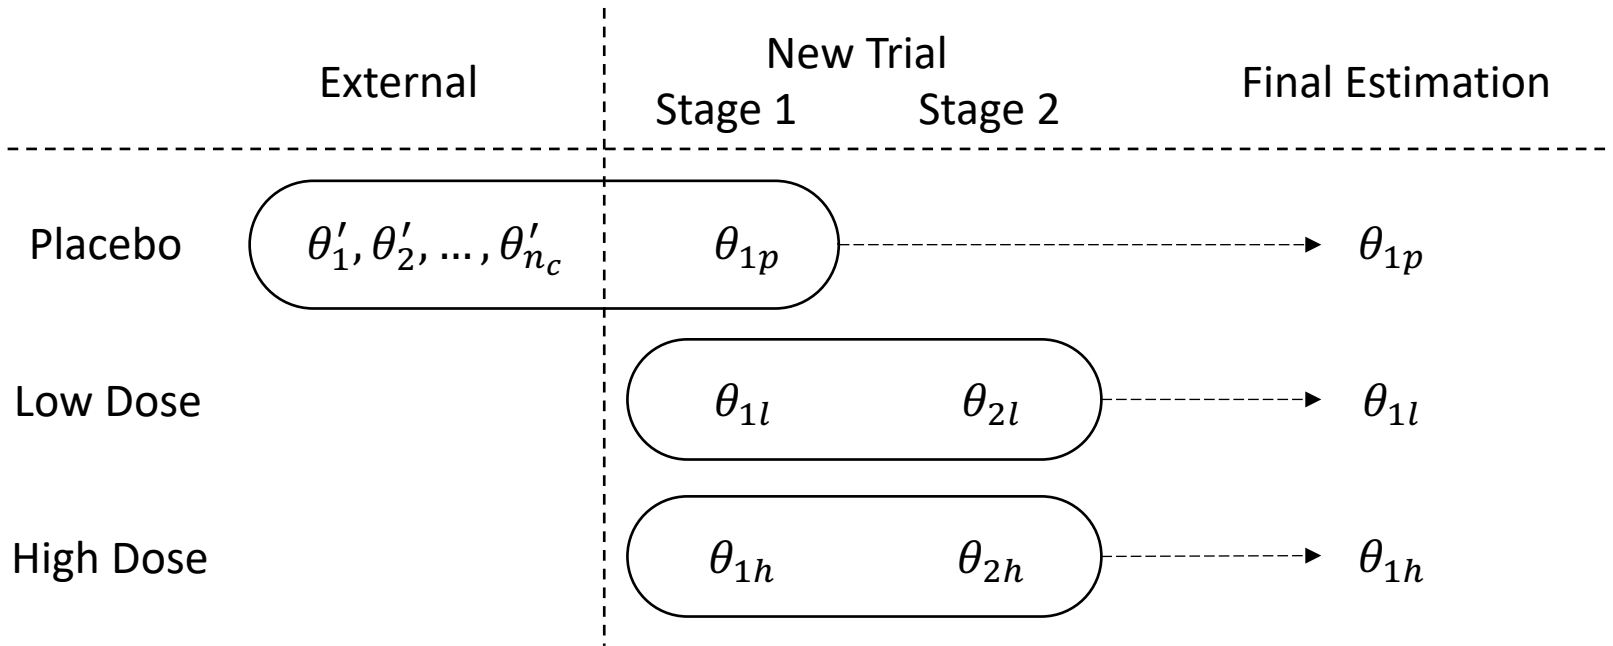 New Trial
External Final Estimation
Stage 1 Stage 2
Placebo θ′₁, θ′₂, …, θ′n_c θ₁p θ₁p
Low Dose θ₁l θ₂l θ₁l
High Dose θ₁h θ₂h θ₁h